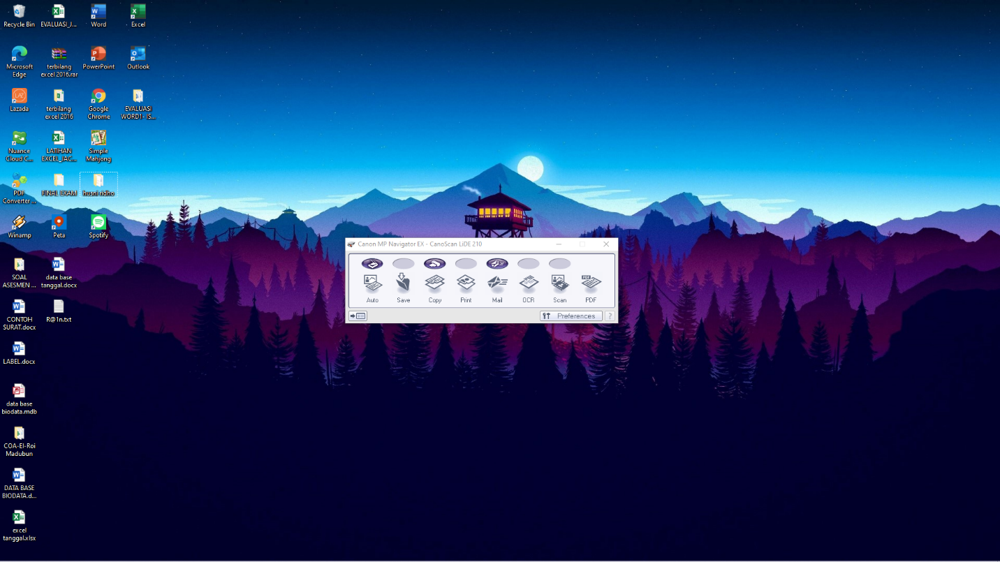 Recycle Bin
EVALUASI_J...
Word
Excel
Microsoft
Edge
terbilang
excel 2016.rar
PowerPoint
Outlook
Lazada
terbilang
excel 2016
Google
Chrome
EVALUASI
WORD1- IS...
Nuance
Cloud C...
LATIHAN
EXCEL_JAC...
Simple
Mahjong
PDF
Converter ...
FINAL EXAM
husni ridho
Winamp
Peta
Spotify
Canon MP Navigator EX - CanoScan LiDE 210
Auto
Save
Copy
Print
Mail
OCR
Scan
PDF
Preferences
?
SOAL
ASESMEN ...
data base
tanggal.docx
CONTOH
SURAT.docx
R@1n.txt
LABEL.docx
data base
biodata.mdb
COA-El-Roi
Madubun
DATA BASE
BIODATA.d...
excel
tanggal.xlsx